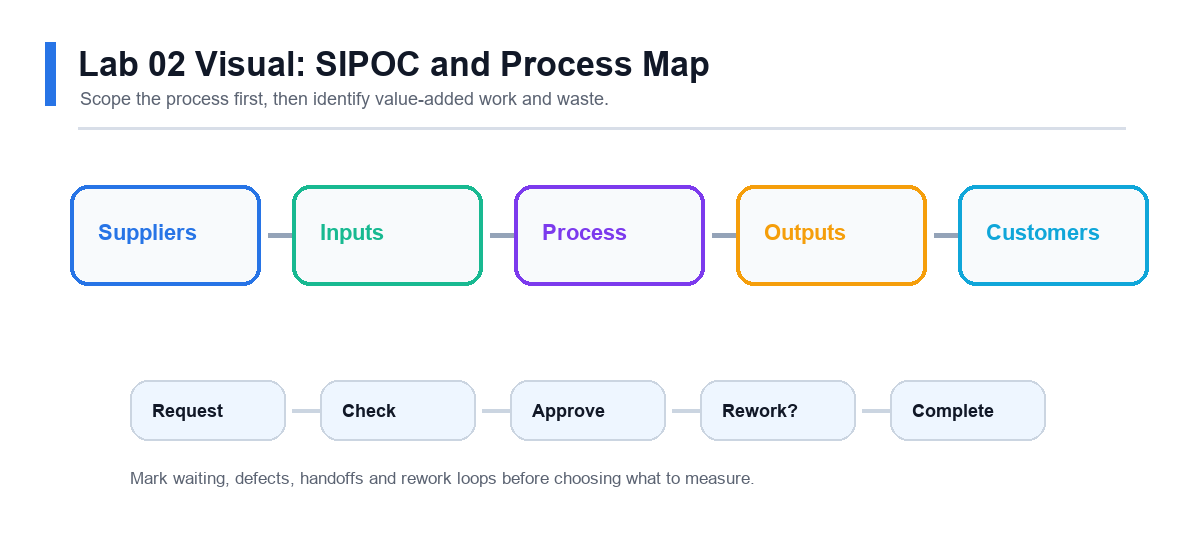 Lab 02 Visual: SIPOC and Process Map
Scope the process first, then identify value-added work and waste.
Suppliers
Inputs
Process
Outputs
Customers
Request
Check
Approve
Rework?
Complete
Mark waiting, defects, handoffs and rework loops before choosing what to measure.